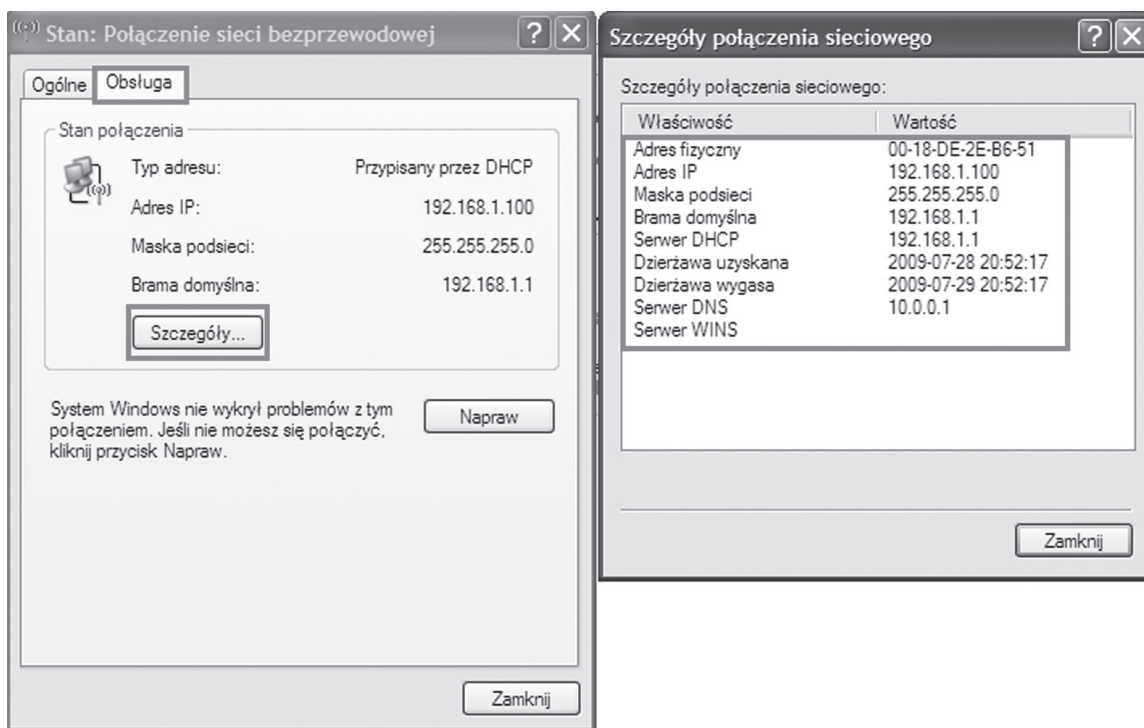 Stan: Połączenie sieci bezprzewodowej
Ogólne
Obsługa
Stan połączenia
Typ adresu: Przypisany przez DHCP
Adres IP: 192.168.1.100
Maska podsieci: 255.255.255.0
Brama domyślna: 192.168.1.1
Szczegóły...
System Windows nie wykrył problemów z tym
połączeniem. Jeśli nie możesz się połączyć,
kliknij przycisk Napraw.
Napraw
Zamknij
Szczegóły połączenia sieciowego
Szczegóły połączenia sieciowego:
Właściwość Wartość
Adres fizyczny 00-18-DE-2E-B6-51
Adres IP 192.168.1.100
Maska podsieci 255.255.255.0
Brama domyślna 192.168.1.1
Serwer DHCP 192.168.1.1
Dzierżawa uzyskana 2009-07-28 20:52:17
Dzierżawa wygasa 2009-07-29 20:52:17
Serwer DNS 10.0.0.1
Serwer WINS
Zamknij